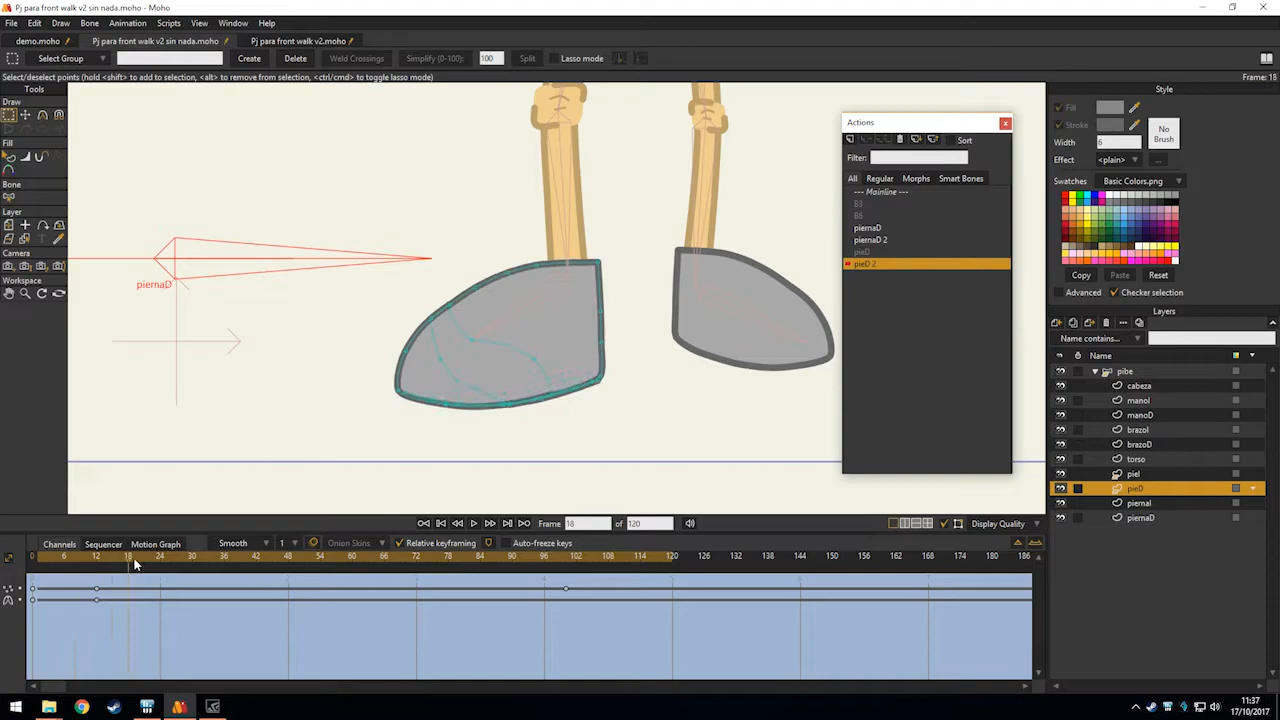 Pj para front walk v2 sin nada.moho - Moho
File Edit Draw Bone Animation Scripts View Window Help
demo.moho Pj para front walk v2 sin nada.moho Pj para front walk v2.moho
Select Group Create Delete Weld Crossings Simplify (0-100): 100 Split Lasso mode
Select/deselect points (hold <shift> to add to selection, <alt> to remove from selection, <ctrl/cmd> to toggle lasso mode) Frame: 18
Tools
Draw
Fill
Bone
Layer
Camera
Workspace
piernaD
Actions
Sort
Filter:
All Regular Morphs Smart Bones
--- Mainline ---
B3
B6
piernaD
piernaD 2
pieD
pieD 2
Style
Fill
Stroke
No Brush
Width 6
Effect <plain> ...
Swatches Basic Colors.png
Copy Paste Reset
Advanced Checker selection
Layers
Name contains...
Name
pibe
cabeza
manoI
manoD
brazoI
brazoD
torso
pieI
pieD
piernaI
piernaD
Frame 18 of 120 Display Quality
Channels Sequencer Motion Graph Smooth 1 Onion Skins Relative keyframing Auto-freeze keys
0 6 12 18 24 30 36 42 48 54 60 66 72 78 84 90 96 102 108 114 120 126 132 138 144 150 156 162 168 174 180 186
11:37
17/10/2017